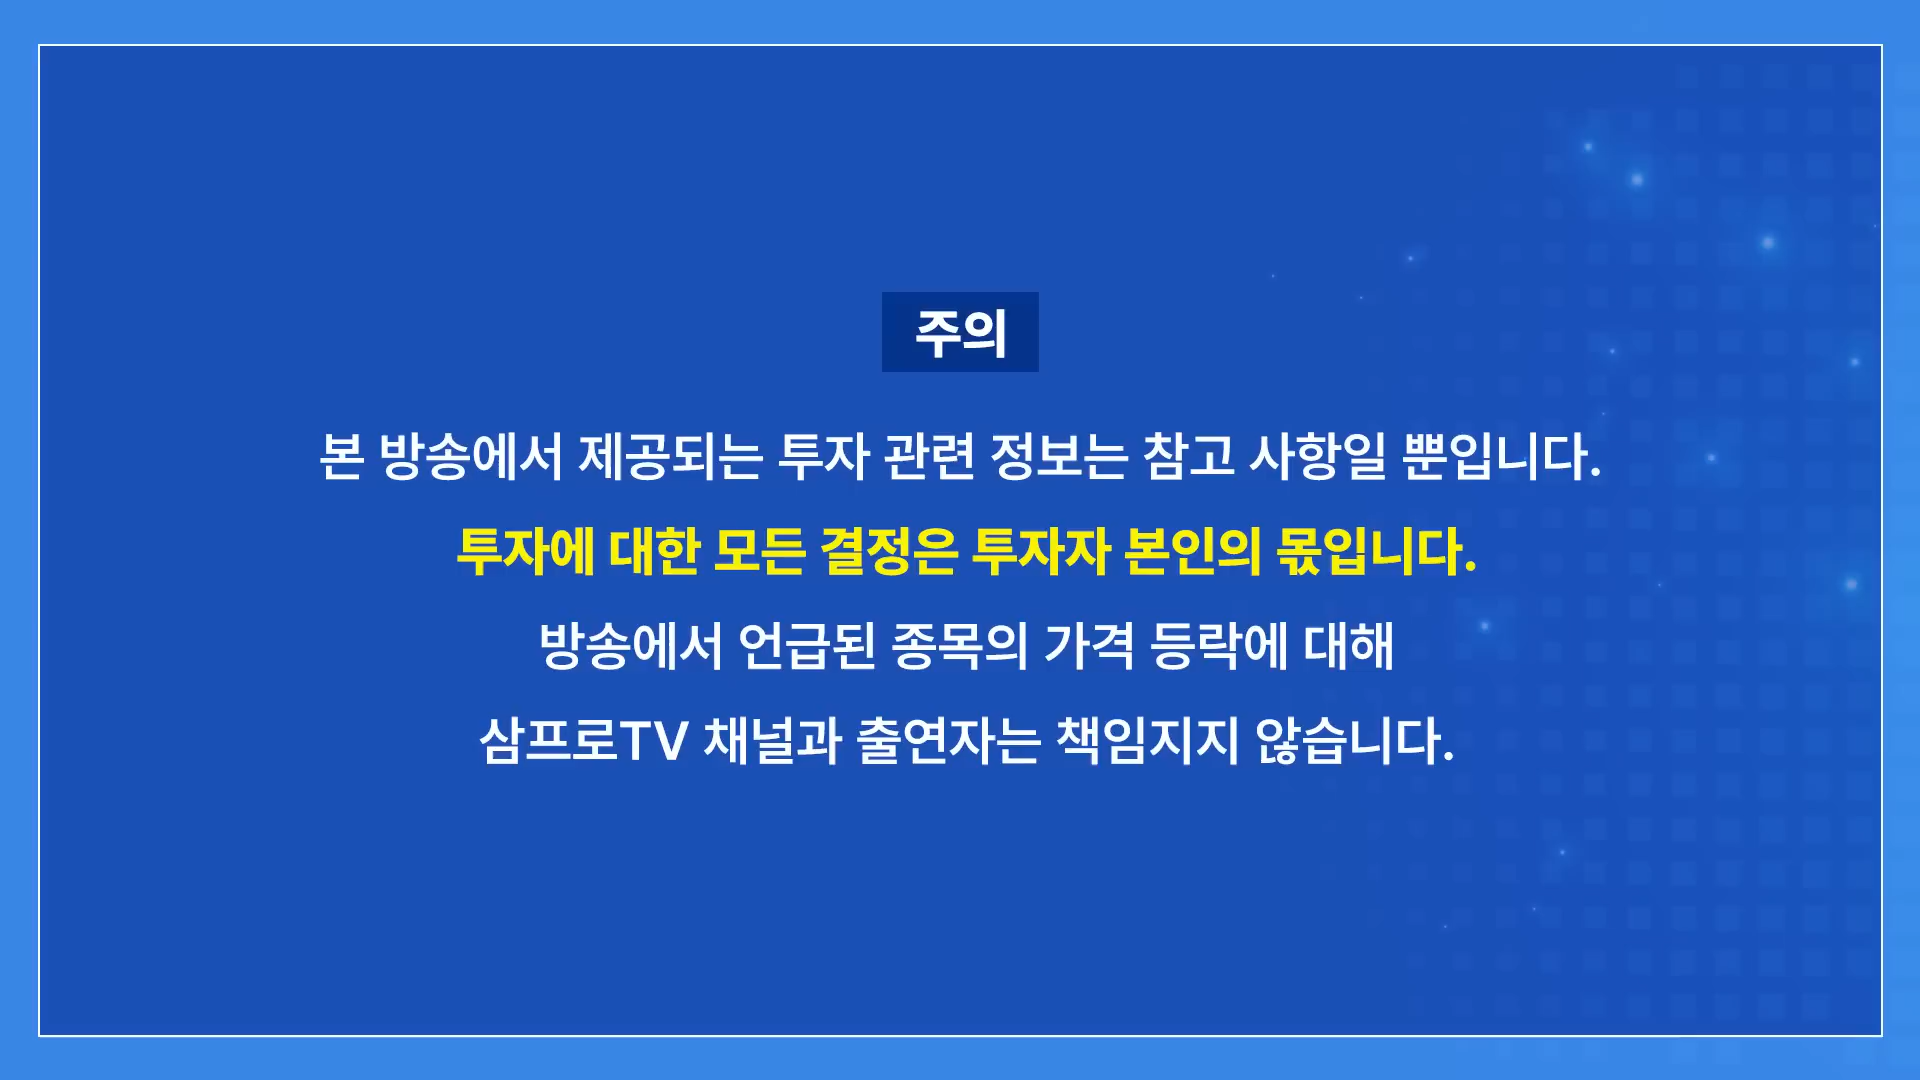 주의
본 방송에서 제공되는 투자 관련 정보는 참고 사항일 뿐입니다.
투자에 대한 모든 결정은 투자자 본인의 몫입니다.
방송에서 언급된 종목의 가격 등락에 대해
삼프로TV 채널과 출연자는 책임지지 않습니다.